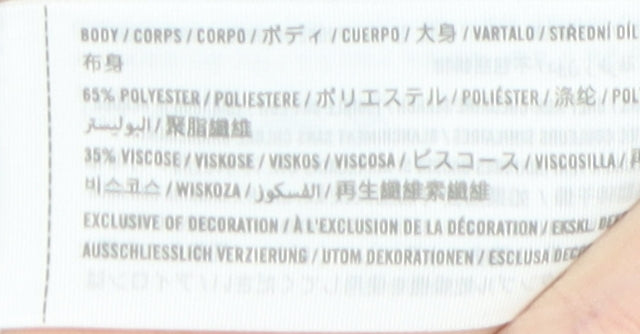 BODY / CORPS / CORPO / ボディ / CUERPO / 大身 / VARTALO / STŘEDNÍ DÍL
布身
65% POLYESTER / POLIESTERE / ポリエステル / POLIÉSTER / 涤纶 / POL
البوليستر / 聚脂纖維
35% VISCOSE / VISKOSE / VISKOS / VISCOSA / ビスコース / VISCOSILLA / 再
비스코스 / WISKOZA / الفسكوز / 再生纖維素纖維
EXCLUSIVE OF DECORATION / À L'EXCLUSION DE LA DÉCORATION / EKSKL. DEK
AUSSCHLIESSLICH VERZIERUNG / UTOM DEKORATIONEN / ESCLUSA DECO